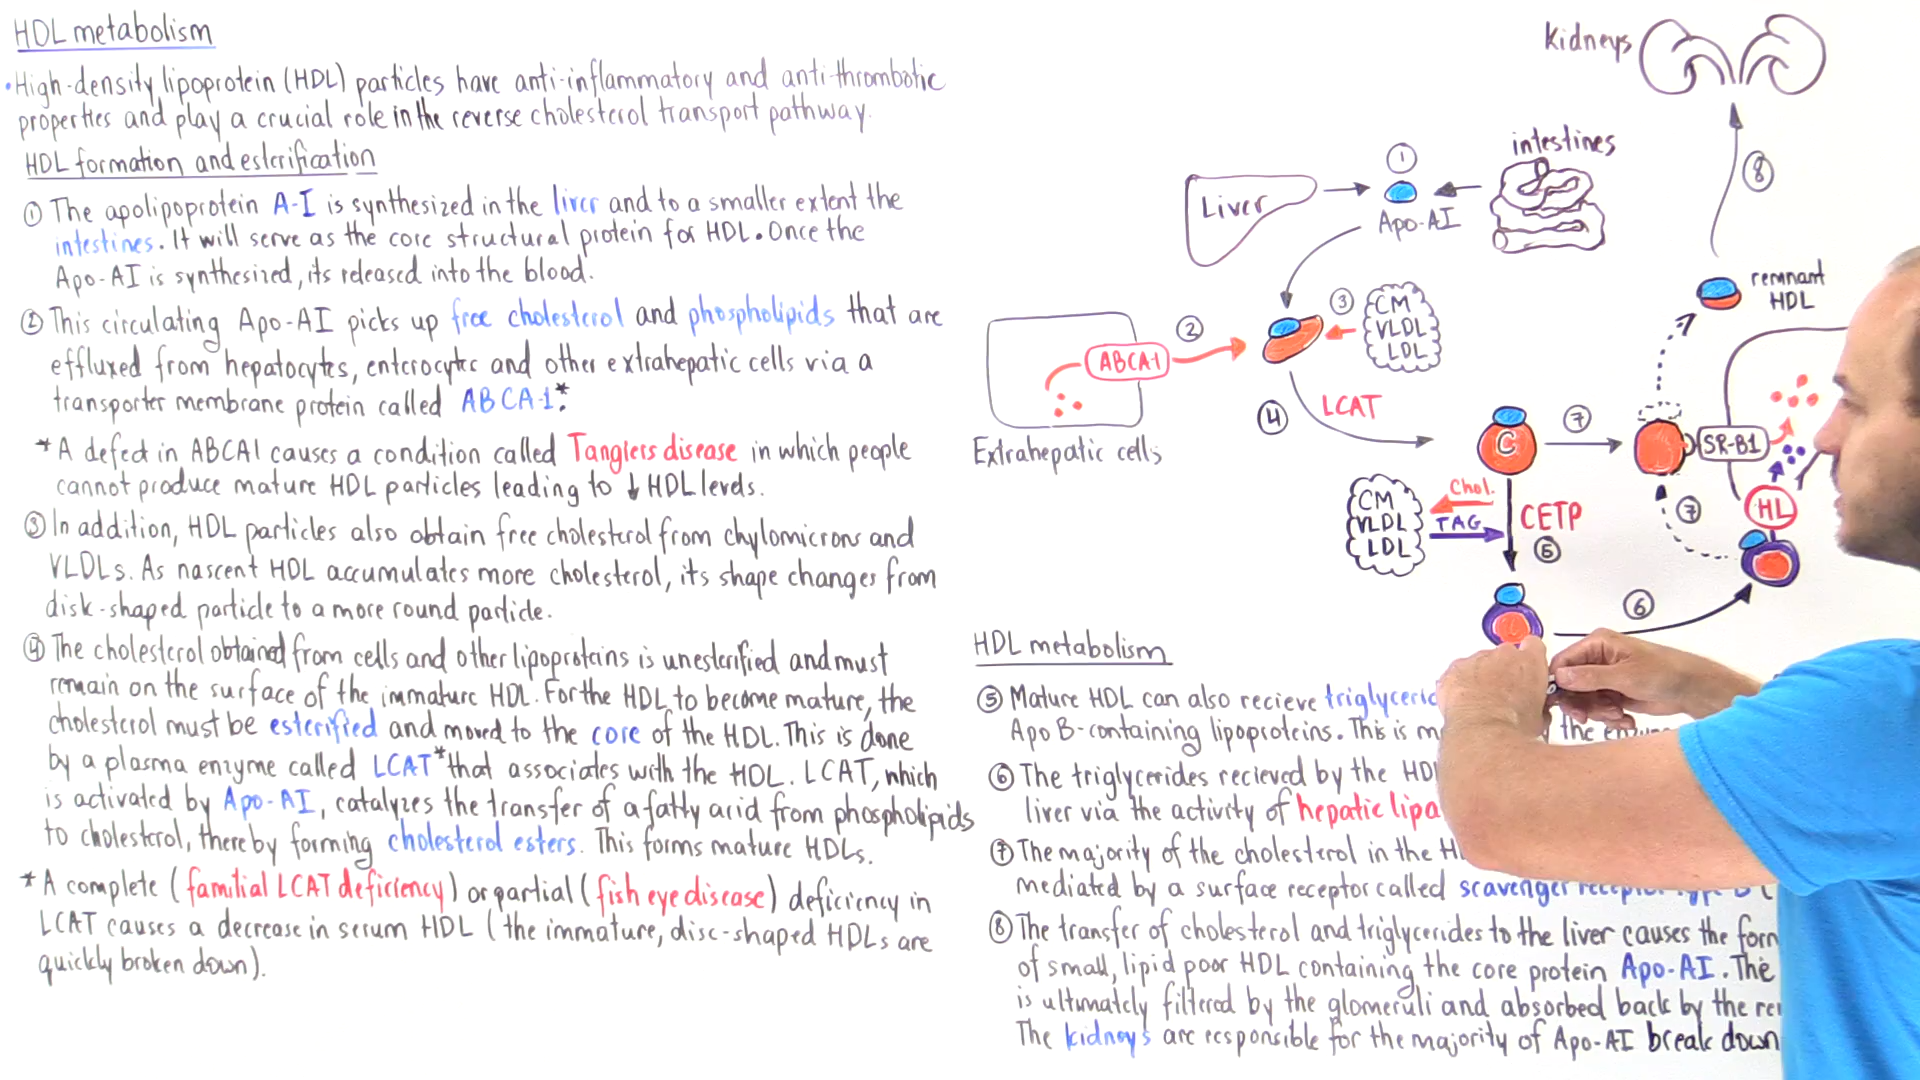 HDL metabolism
• High-density lipoprotein (HDL) particles have anti-inflammatory and anti-thrombotic
properties and play a crucial role in the reverse cholesterol transport pathway.
HDL formation and esterification
① The apolipoprotein A-I is synthesized in the liver and to a smaller extent the
intestines. It will serve as the core structural protein for HDL. Once the
Apo-AI is synthesized, its released into the blood.
② This circulating Apo-AI picks up free cholesterol and phospholipids that are
effluxed from hepatocytes, enterocytes and other extrahepatic cells via a
transporter membrane protein called ABCA-1.*
* A defect in ABCA1 causes a condition called Tangiers disease in which people
cannot produce mature HDL particles leading to ↓ HDL levels.
③ In addition, HDL particles also obtain free cholesterol from chylomicrons and
VLDLs. As nascent HDL accumulates more cholesterol, its shape changes from
disk-shaped particle to a more round particle.
④ The cholesterol obtained from cells and other lipoproteins is unesterified and must
remain on the surface of the immature HDL. For the HDL to become mature, the
cholesterol must be esterified and moved to the core of the HDL. This is done
by a plasma enzyme called LCAT* that associates with the HDL. LCAT, which
is activated by Apo-AI, catalyzes the transfer of a fatty acid from phospholipids
to cholesterol, thereby forming cholesterol esters. This forms mature HDLs.
* A complete (familial LCAT deficiency) or partial (fish eye disease) deficiency in
LCAT causes a decrease in serum HDL (the immature, disc-shaped HDLs are
quickly broken down).
Kidneys
⑧
intestines
①
Liver
Apo-AI
remnant
HDL
③
CM
VLDL
LDL
②
ABCA-1
④
LCAT
Extrahepatic cells
C
⑦
SR-B1
Chol.
CM
VLDL
LDL
TAG
CETP
⑤
⑦
HL
⑥
HDL metabolism
⑤ Mature HDL can also recieve
Apo B-containing lipoproteins. This is
the
⑥ The triglycerides recieved by the
liver via the activity of hepatic
⑦ The majority of the cholesterol in the
mediated by a surface receptor called scavenger
⑧ The transfer of cholesterol and triglycerides to the liver causes the
of small, lipid poor HDL containing the core protein Apo-AI. The
is ultimately filtered by the glomeruli and absorbed back by the
The kidneys are responsible for the majority of Apo-AI break down